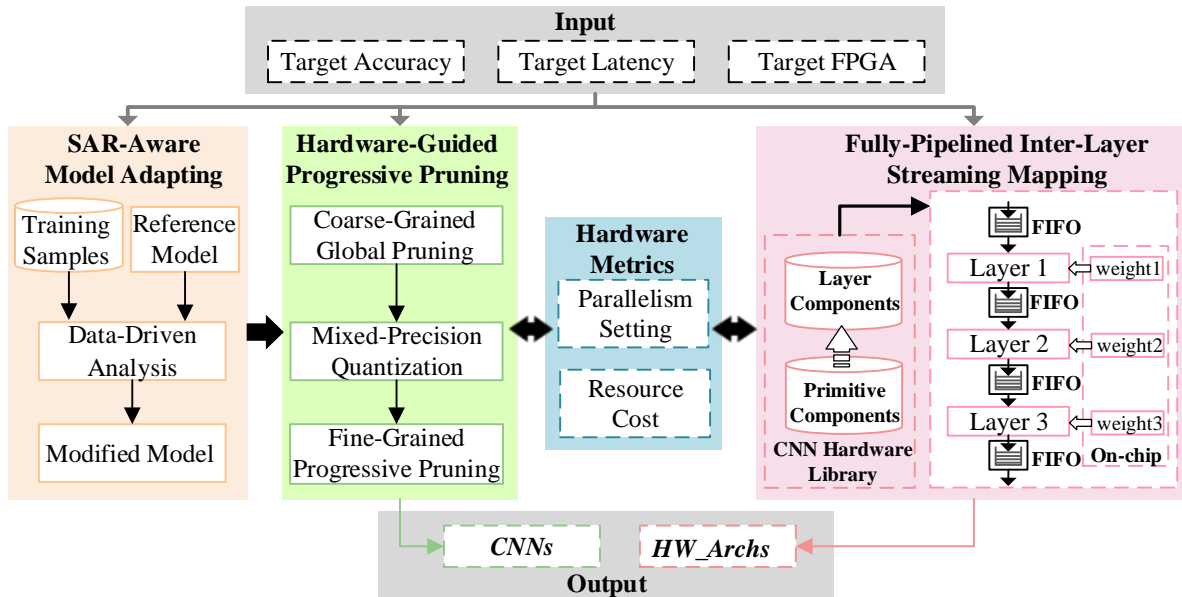 Input
Target Accuracy
Target Latency
Target FPGA
SAR-Aware
Model Adapting
Training
Samples
Reference
Model
Data-Driven
Analysis
Modified Model
Hardware-Guided
Progressive Pruning
Coarse-Grained
Global Pruning
Mixed-Precision
Quantization
Fine-Grained
Progressive Pruning
Hardware
Metrics
Parallelism
Setting
Resource
Cost
Fully-Pipelined Inter-Layer
Streaming Mapping
Layer
Components
Primitive
Components
CNN Hardware
Library
FIFO
Layer 1
weight1
FIFO
Layer 2
weight2
FIFO
Layer 3
weight3
FIFO
On-chip
CNNs
HW_Archs
Output